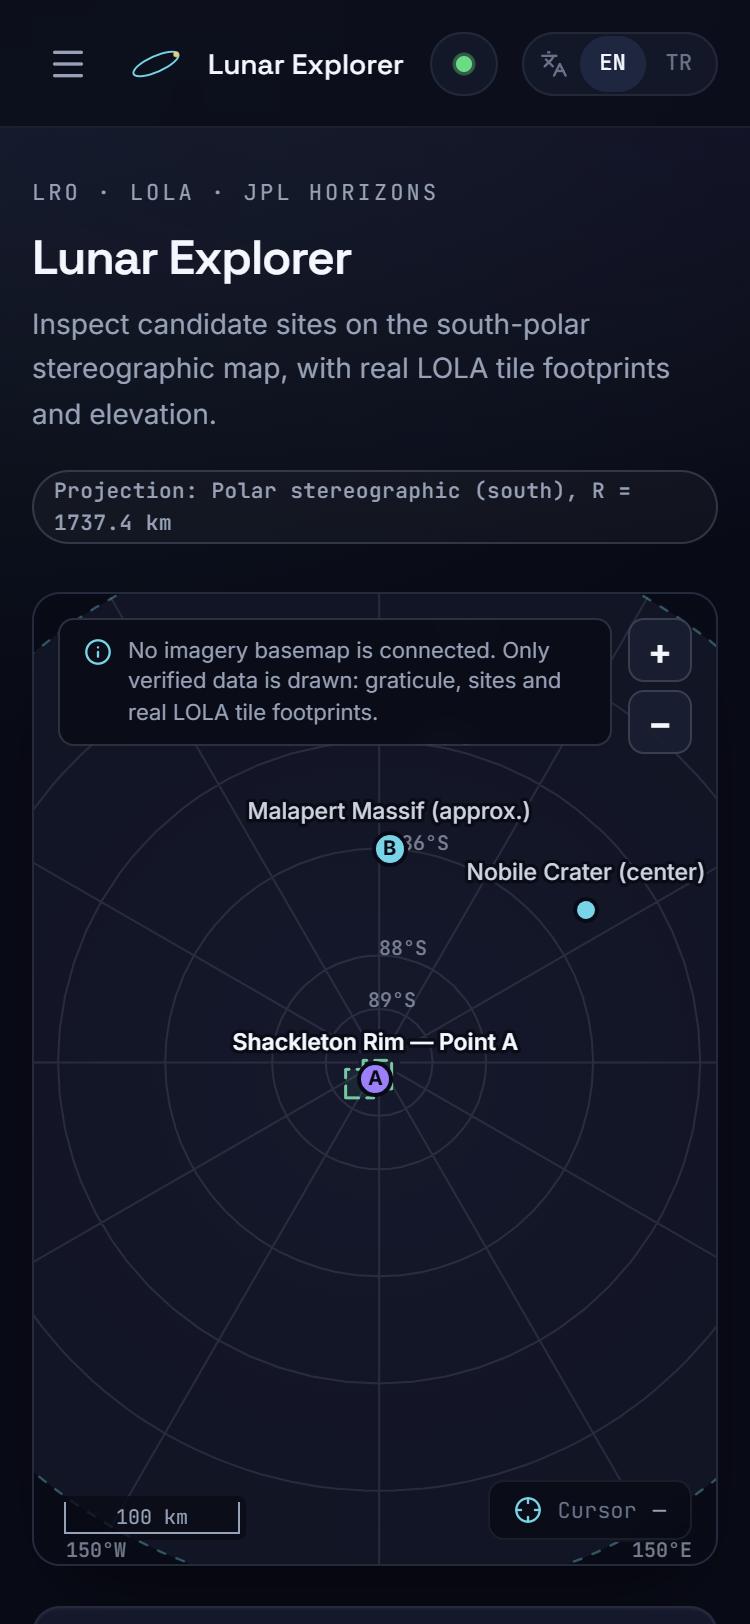 Lunar Explorer
EN
TR
LRO · LOLA · JPL HORIZONS
Lunar Explorer
Inspect candidate sites on the south-polar
stereographic map, with real LOLA tile footprints
and elevation.
Projection: Polar stereographic (south), R =
1737.4 km
No imagery basemap is connected. Only
verified data is drawn: graticule, sites and
real LOLA tile footprints.
+
−
Malapert Massif (approx.)
B
Nobile Crater (center)
88°S
89°S
Shackleton Rim — Point A
A
100 km
Cursor —
150°W
150°E